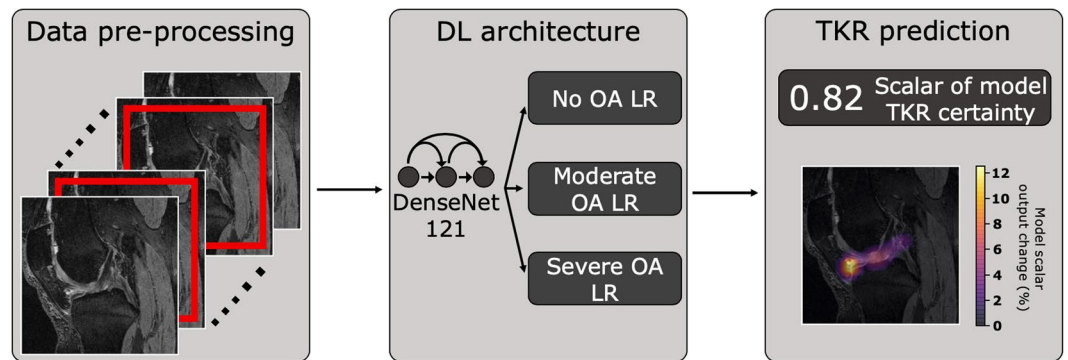 Data pre-processing
DL architecture
DenseNet
121
No OA LR
Moderate
OA LR
Severe OA
LR
TKR prediction
0.82
Scalar of model
TKR certainty
12
10
8
6
4
2
0
Model scalar
output change (%)